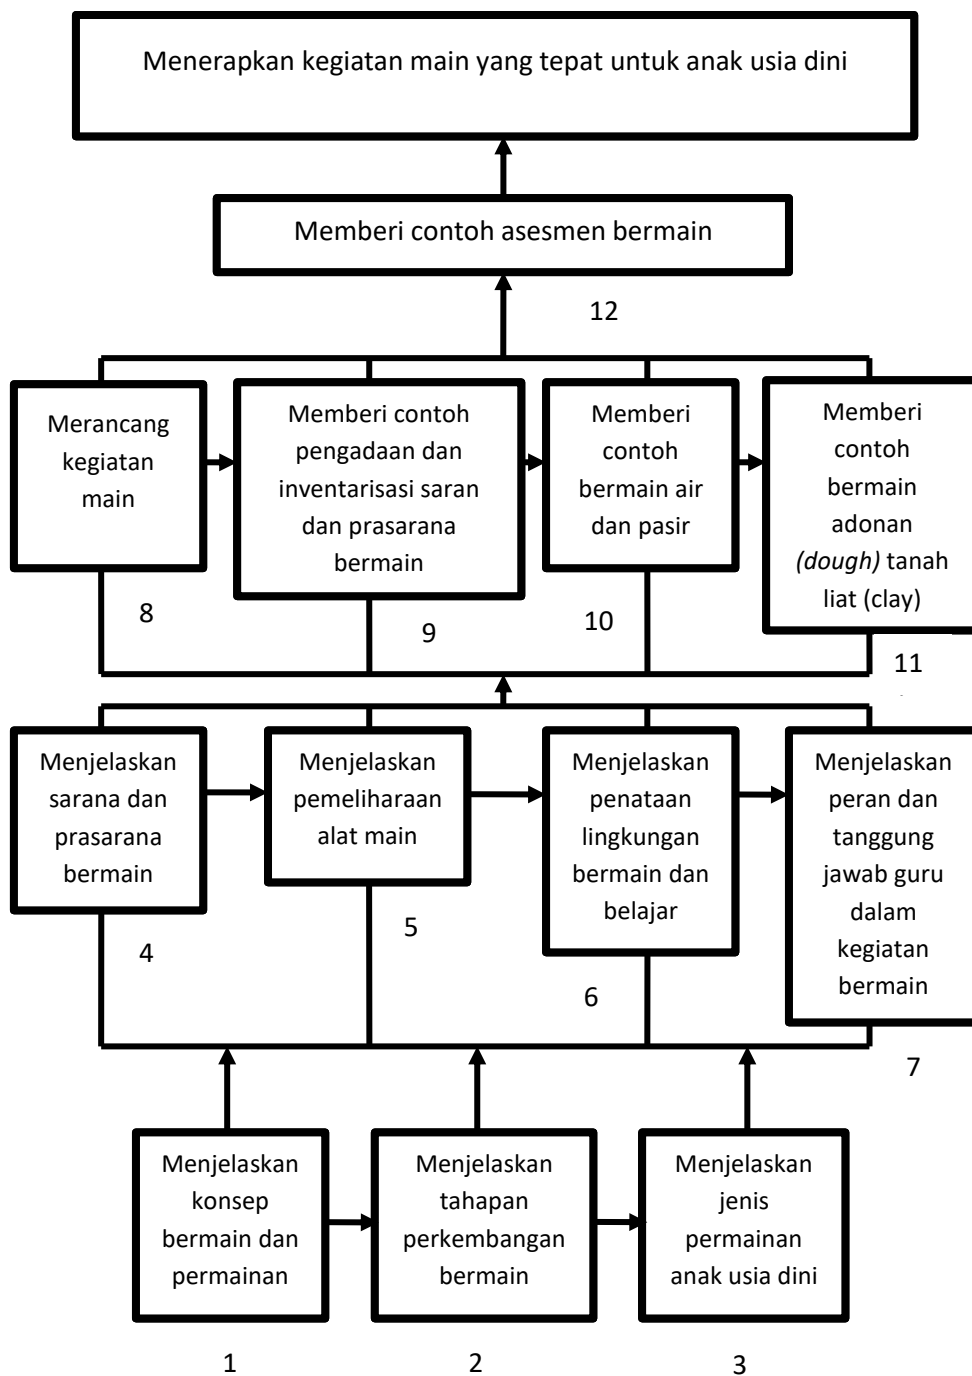 Menerapkan kegiatan main yang tepat untuk anak usia dini
Memberi contoh asesmen bermain
12
Merancang
kegiatan
main
8
Memberi contoh
pengadaan dan
inventarisasi saran
dan prasarana
bermain
9
Memberi
contoh
bermain air
dan pasir
10
Memberi
contoh
bermain
adonan
(dough) tanah
liat (clay)
11
Menjelaskan
sarana dan
prasarana
bermain
4
Menjelaskan
pemeliharaan
alat main
5
Menjelaskan
penataan
lingkungan
bermain dan
belajar
6
Menjelaskan
peran dan
tanggung
jawab guru
dalam
kegiatan
bermain
7
Menjelaskan
konsep
bermain dan
permainan
1
Menjelaskan
tahapan
perkembangan
bermain
2
Menjelaskan
jenis
permainan
anak usia dini
3